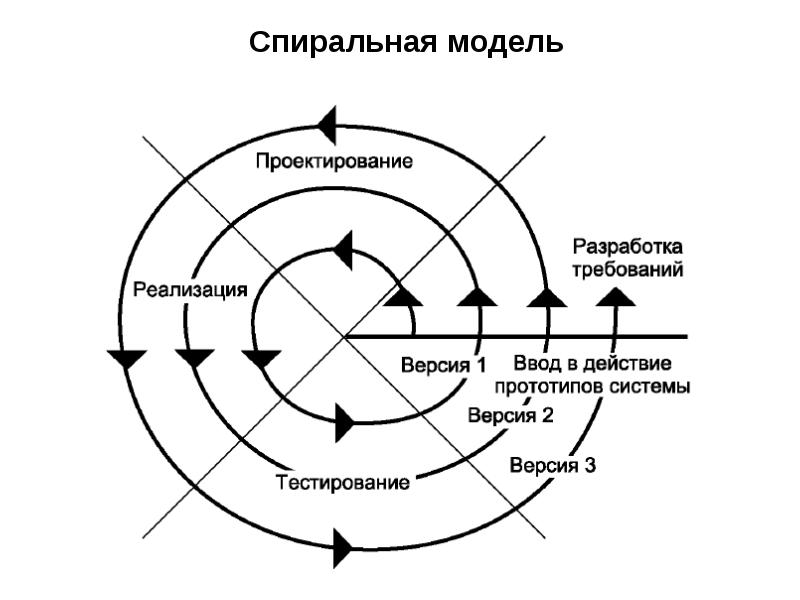 Спиральная модель
Проектирование
Разработка
требований
Реализация
Версия 1
Ввод в действие
прототипов системы
Версия 2
Версия 3
Тестирование